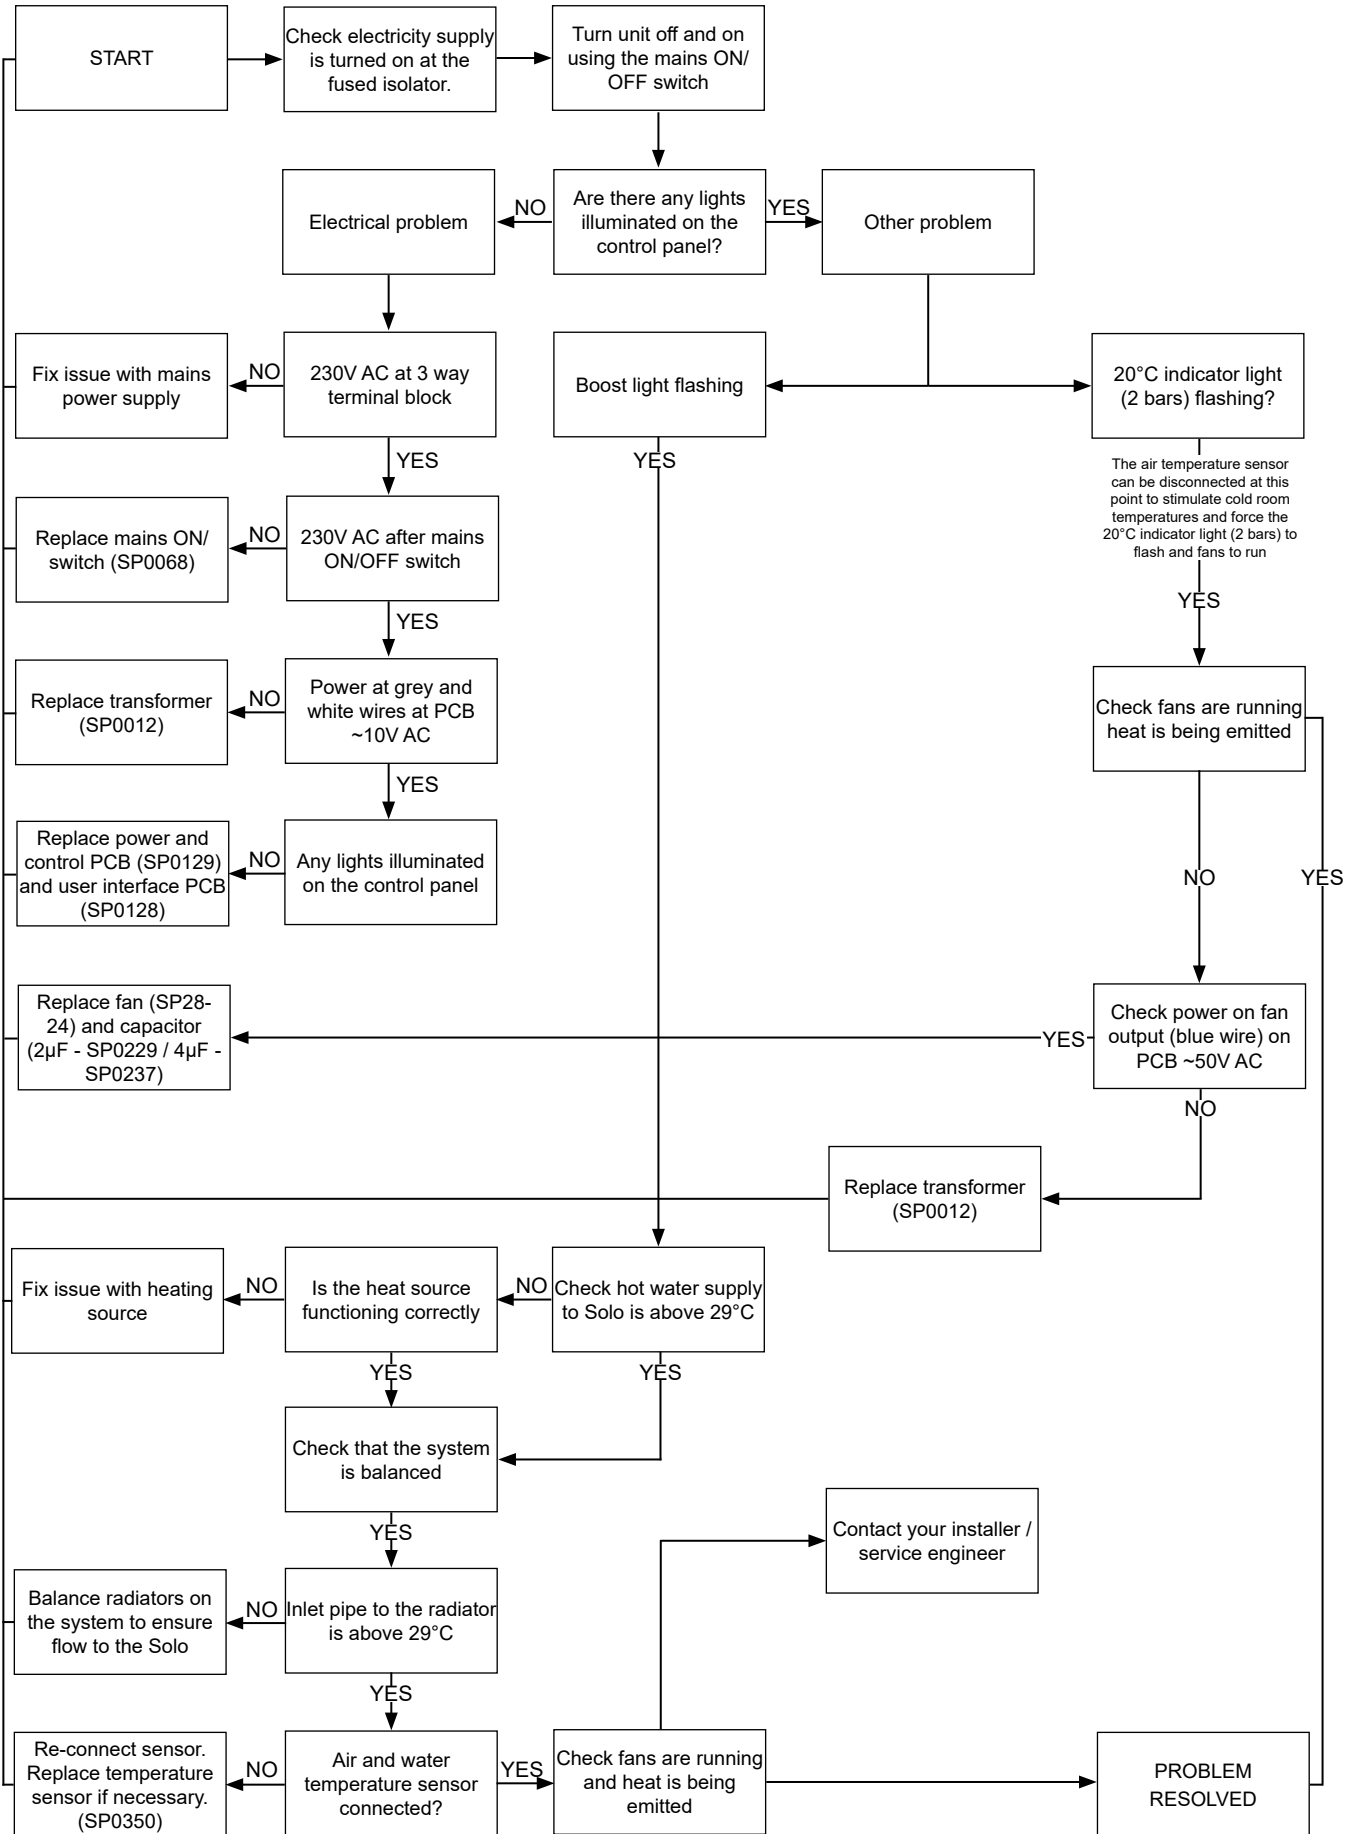 START
Check electricity supply
is turned on at the
fused isolator.
Turn unit off and on
using the mains ON/
OFF switch
Electrical problem
NO
Are there any lights
illuminated on the
control panel?
YES
Other problem
Fix issue with mains
power supply
NO
230V AC at 3 way
terminal block
Boost light flashing
20°C indicator light
(2 bars) flashing?
YES
YES
The air temperature sensor
can be disconnected at this
point to stimulate cold room
temperatures and force the
20°C indicator light (2 bars) to
flash and fans to run
Replace mains ON/
switch (SP0068)
NO
230V AC after mains
ON/OFF switch
YES
YES
Replace transformer
(SP0012)
NO
Power at grey and
white wires at PCB
~10V AC
Check fans are running
heat is being emitted
YES
Replace power and
control PCB (SP0129)
and user interface PCB
(SP0128)
NO
Any lights illuminated
on the control panel
NO
YES
Replace fan (SP28-
24) and capacitor
(2µF - SP0229 / 4µF -
SP0237)
YES
Check power on fan
output (blue wire) on
PCB ~50V AC
NO
Replace transformer
(SP0012)
Fix issue with heating
source
NO
Is the heat source
functioning correctly
NO
Check hot water supply
to Solo is above 29°C
YES
YES
Check that the system
is balanced
YES
Contact your installer /
service engineer
Balance radiators on
the system to ensure
flow to the Solo
NO
Inlet pipe to the radiator
is above 29°C
YES
Re-connect sensor.
Replace temperature
sensor if necessary.
(SP0350)
NO
Air and water
temperature sensor
connected?
YES
Check fans are running
and heat is being
emitted
PROBLEM
RESOLVED